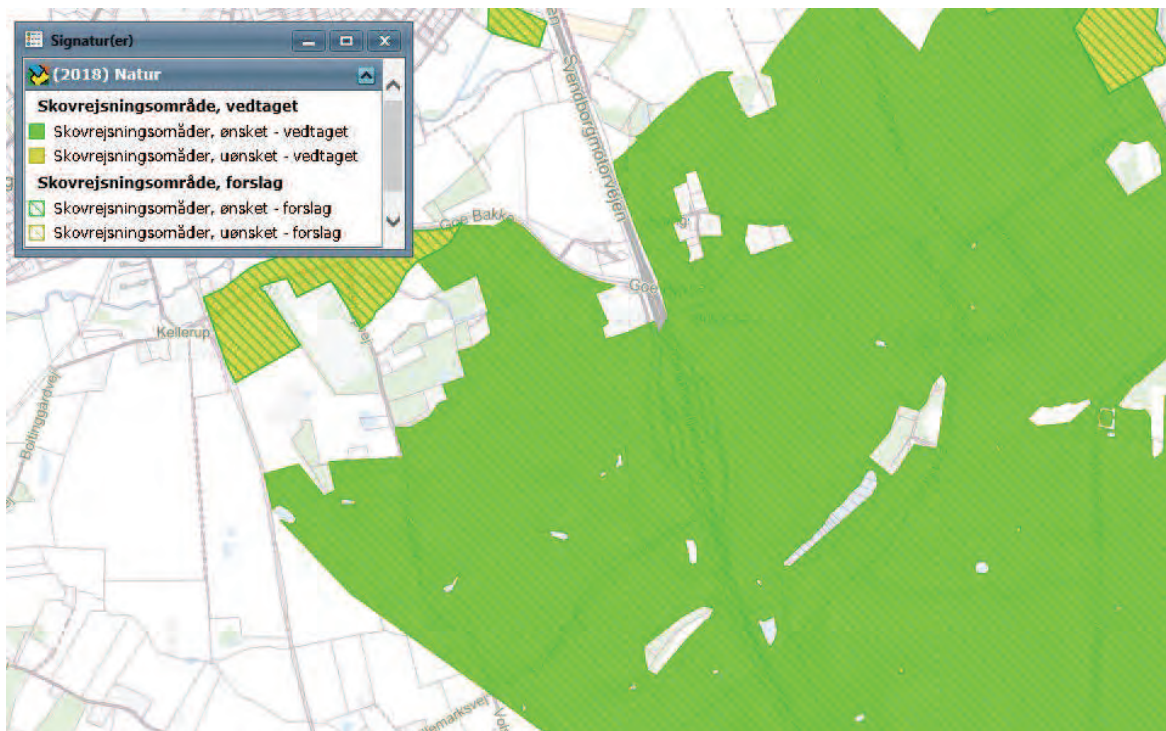 Signatur(er)
(2018) Natur
Skovrejsningsområde, vedtaget
Skovrejsningsomåder, ønsket - vedtaget
Skovrejsningsomåder, uønsket - vedtaget
Skovrejsningsområde, forslag
Skovrejsningsomåder, ønsket - forslag
Skovrejsningsomåder, uønsket - forslag
Svendborgmotorvejen
Goe Bakke
Kellerup
Boltinggårdvej